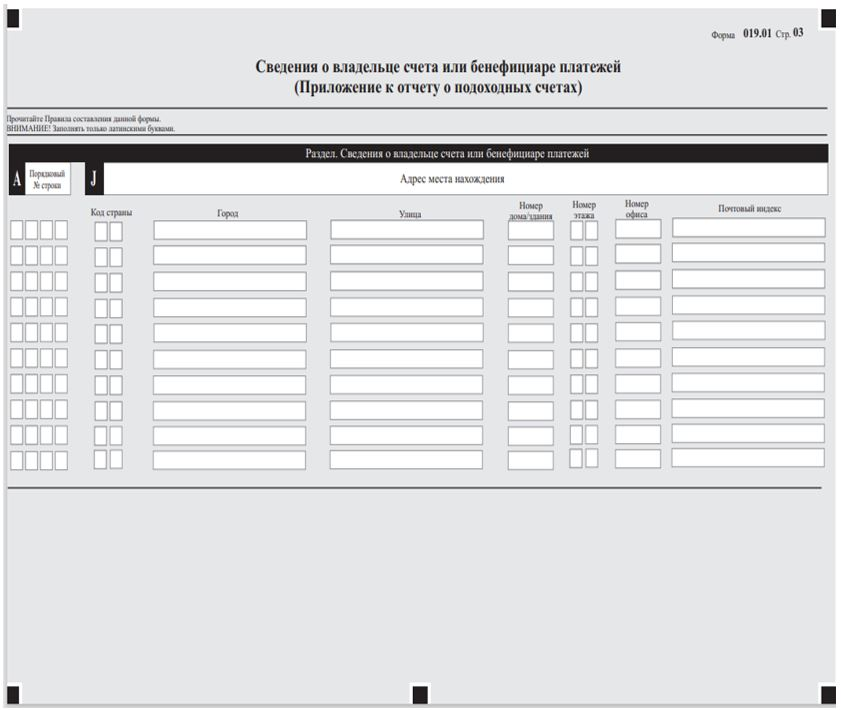 Форма 019.01 Стр. 03
Сведения о владельце счета или бенефициаре платежей
(Приложение к отчету о подоходных счетах)
Прочитайте Правила составления данной формы.
ВНИМАНИЕ! Заполнять только латинскими буквами.
Раздел. Сведения о владельце счета или бенефициаре платежей
A Порядковый
№ строки
J Адрес места нахождения
Код страны Город Улица Номер
дома/здания Номер
этажа Номер
офиса Почтовый индекс